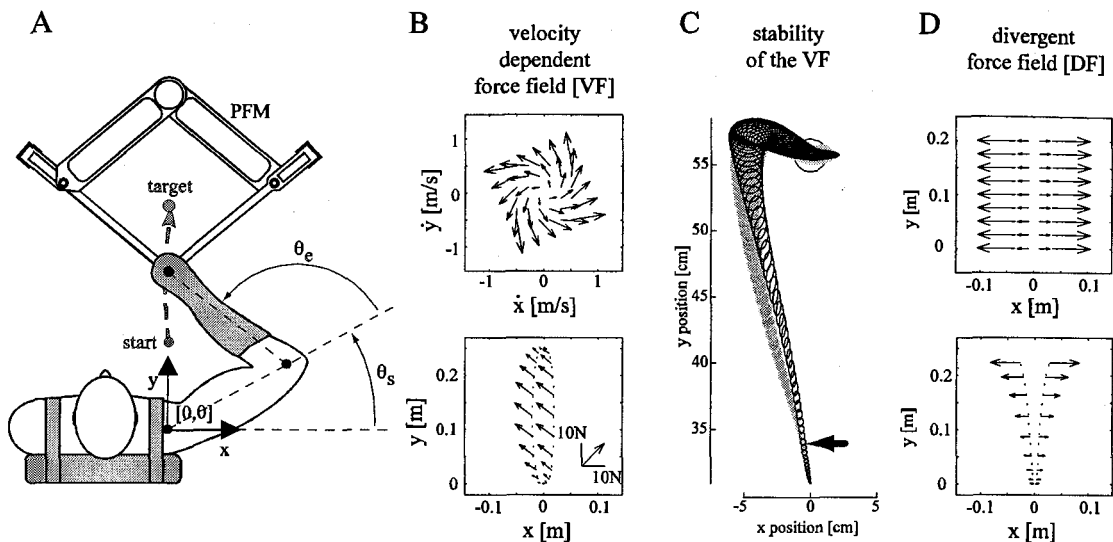 A
PFM
target
start
θe
θs
y
[0,0]
x
B
velocity
dependent
force field [VF]
1
0
-1
ẏ [m/s]
-1
0
1
ẋ [m/s]
0.2
0.1
0
y [m]
10N
10N
-0.1
0
0.1
x [m]
C
stability
of the VF
55
50
45
40
35
y position [cm]
-5
0
5
x position [cm]
D
divergent
force field [DF]
0.2
0.1
0
y [m]
-0.1
0
0.1
x [m]
0.2
0.1
0
y [m]
-0.1
0
0.1
x [m]